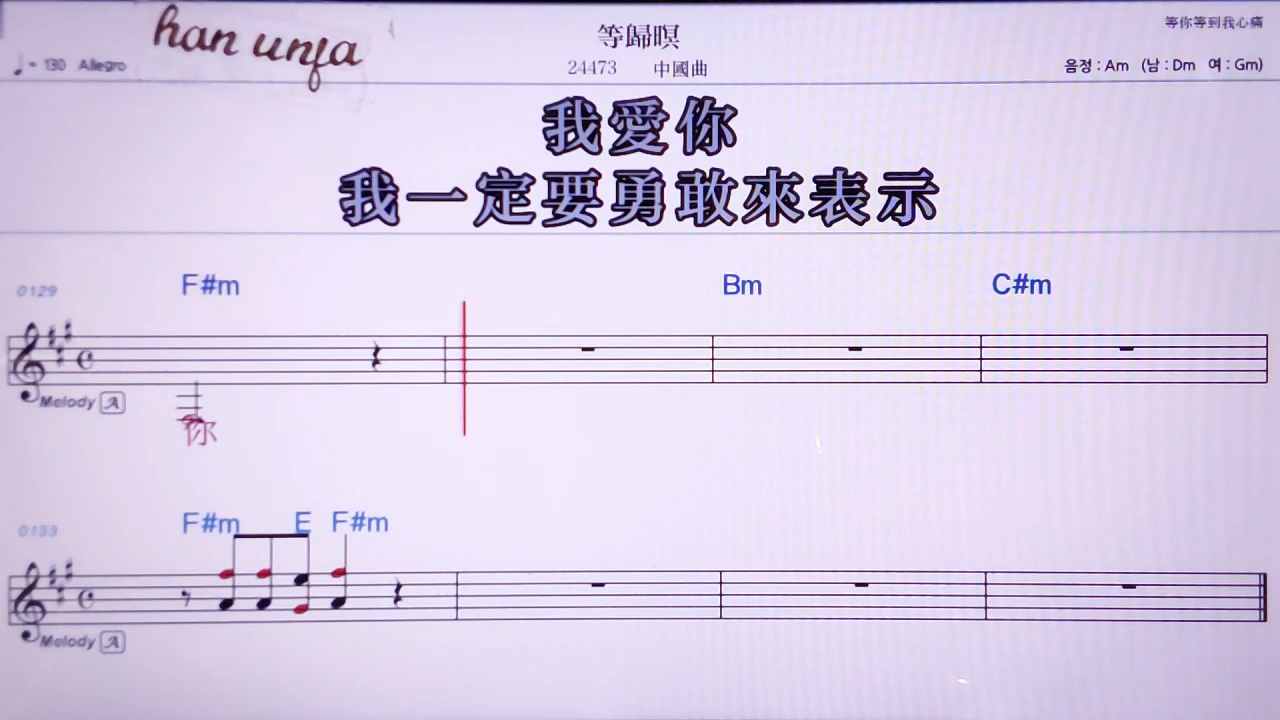 han unfa
等歸暝
等你等到我心痛
♩= 130 Allegro
24473 中國曲
음정 : Am (남 : Dm 여 : Gm)
我愛你
我一定要勇敢來表示
0129 F#m Bm C#m
Melody A
你
0133 F#m E F#m
Melody A